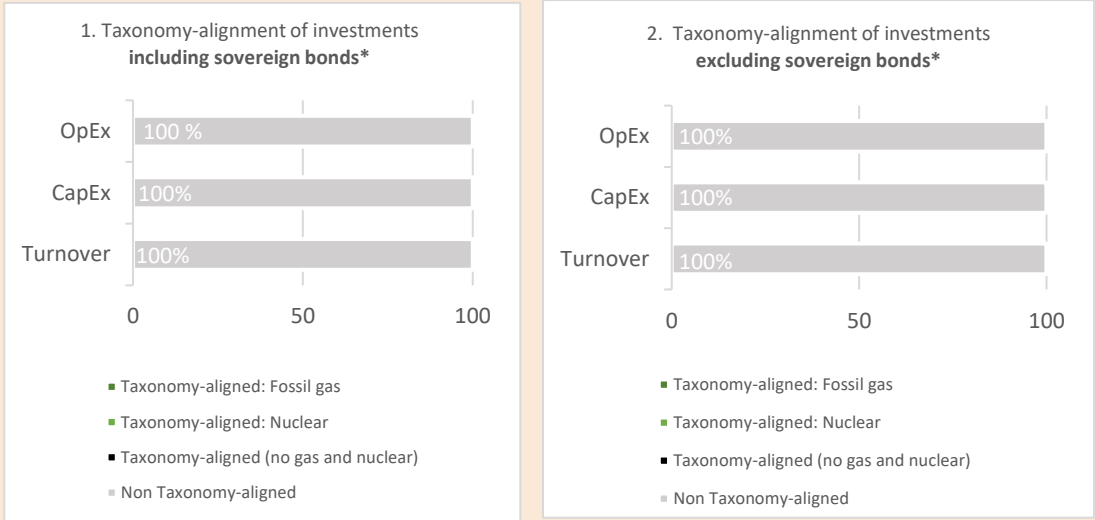 1. Taxonomy-alignment of investments
including sovereign bonds*
OpEx
100 %
CapEx
100%
Turnover
100%
0 50 100
Taxonomy-aligned: Fossil gas
Taxonomy-aligned: Nuclear
Taxonomy-aligned (no gas and nuclear)
Non Taxonomy-aligned
2. Taxonomy-alignment of investments
excluding sovereign bonds*
OpEx
100%
CapEx
100%
Turnover
100%
0 50 100
Taxonomy-aligned: Fossil gas
Taxonomy-aligned: Nuclear
Taxonomy-aligned (no gas and nuclear)
Non Taxonomy-aligned